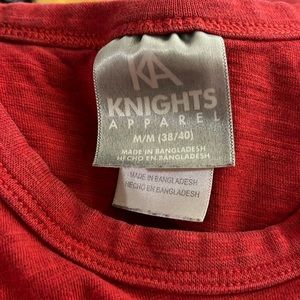 KA
KNIGHTS
APPAREL
M/M (38/40)
MADE IN BANGLADESH
HECHO EN BANGLADESH
MADE IN BANGLADESH
HECHO EN BANGLADESH